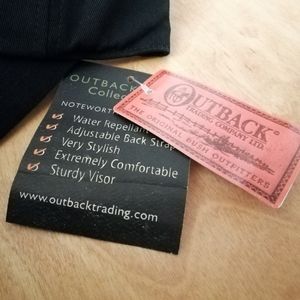 OUTBACK
NOTEWORT
Water Repellant
Adjustable Back Strap
Very Stylish
Extremely Comfortable
Sturdy Visor
www.outbacktrading.com
OUTBACK®
TRADING COMPANY LTD.
THE ORIGINAL BUSH OUTFITTERS